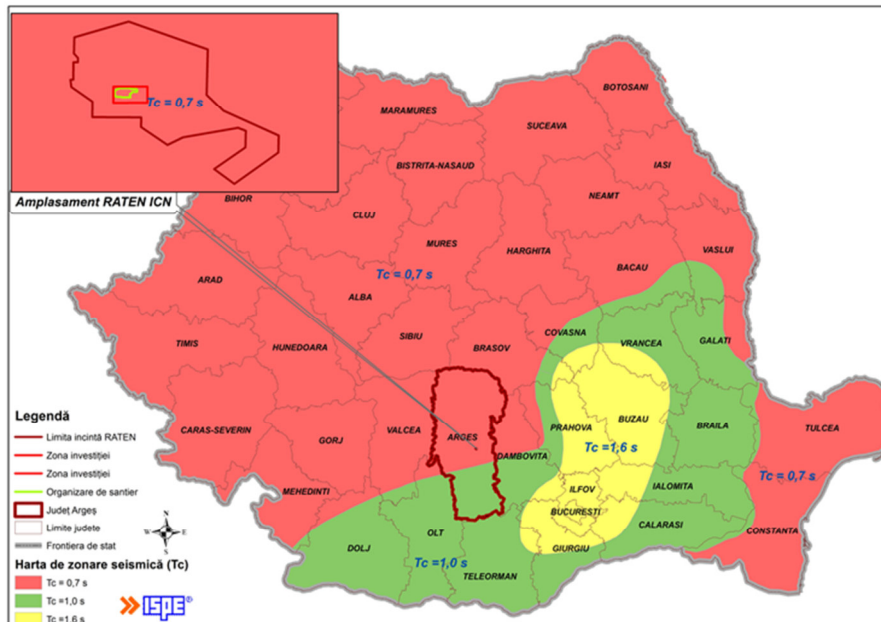 Tc = 0,7 s
Amplasament RATEN ICN
BOTOSANI
MARAMURES
SUCEAVA
IASI
BISTRITA-NASAUD
NEAMT
BIHOR
CLUJ
MURES
HARGHITA
VASLUI
BACAU
Tc = 0,7 s
ARAD
ALBA
COVASNA
SIBIU
BRASOV
VRANCEA
GALATI
TIMIS
HUNEDOARA
CARAS-SEVERIN
GORJ
VALCEA
ARGES
PRAHOVA
BUZAU
BRAILA
TULCEA
DAMBOVITA
Tc =1,6 s
Tc = 0,7 s
MEHEDINTI
ILFOV
IALOMITA
BUCURESTI
CALARASI
CONSTANTA
OLT
DOLJ
GIURGIU
Tc =1,0 s
TELEORMAN
Legendă
Limita incintă RATEN
Zona investiției
Zona investiției
Organizare de santier
Județ Argeș
Limite judete
Frontiera de stat
N
W
E
S
Harta de zonare seismică (Tc)
Tc = 0,7 s
Tc =1,0 s
Tc =1,6 s
ISPE®